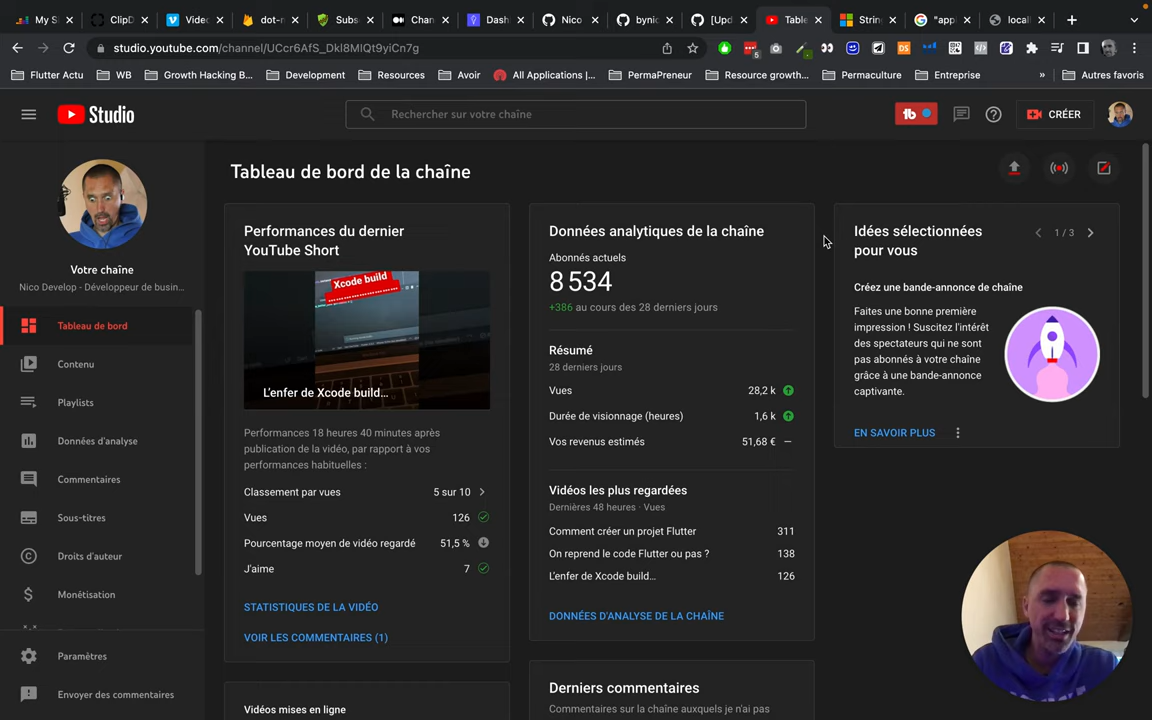 My S
ClipD
Video
dot-n
Subs
Chan
Dash
Nico
bynic
[Upd
Table
String
"appl
locali
studio.youtube.com/channel/UCcr6AfS_DkI8MlQt9yiCn7g
Flutter Actu
WB
Growth Hacking B...
Development
Resources
Avoir
All Applications |...
PermaPreneur
Resource growth...
Permaculture
Entreprise
»
Autres favoris
Studio
Rechercher sur votre chaîne
tb
CRÉER
Votre chaîne
Nico Develop - Développeur de busin...
Tableau de bord
Contenu
Playlists
Données d'analyse
Commentaires
Sous-titres
Droits d'auteur
Monétisation
Paramètres
Envoyer des commentaires
Tableau de bord de la chaîne
Performances du dernier
YouTube Short
Xcode build
L'enfer de Xcode build...
Performances 18 heures 40 minutes après
publication de la vidéo, par rapport à vos
performances habituelles :
Classement par vues 5 sur 10
Vues 126
Pourcentage moyen de vidéo regardé 51,5 %
J'aime 7
STATISTIQUES DE LA VIDÉO
VOIR LES COMMENTAIRES (1)
Vidéos mises en ligne
Données analytiques de la chaîne
Abonnés actuels
8 534
+386 au cours des 28 derniers jours
Résumé
28 derniers jours
Vues 28,2 k
Durée de visionnage (heures) 1,6 k
Vos revenus estimés 51,68 € —
Vidéos les plus regardées
Dernières 48 heures · Vues
Comment créer un projet Flutter 311
On reprend le code Flutter ou pas ? 138
L'enfer de Xcode build... 126
DONNÉES D'ANALYSE DE LA CHAÎNE
Derniers commentaires
Commentaires sur la chaîne auxquels je n'ai pas
Idées sélectionnées
pour vous
1 / 3
Créez une bande-annonce de chaîne
Faites une bonne première
impression ! Suscitez l'intérêt
des spectateurs qui ne sont
pas abonnés à votre chaîne
grâce à une bande-annonce
captivante.
EN SAVOIR PLUS